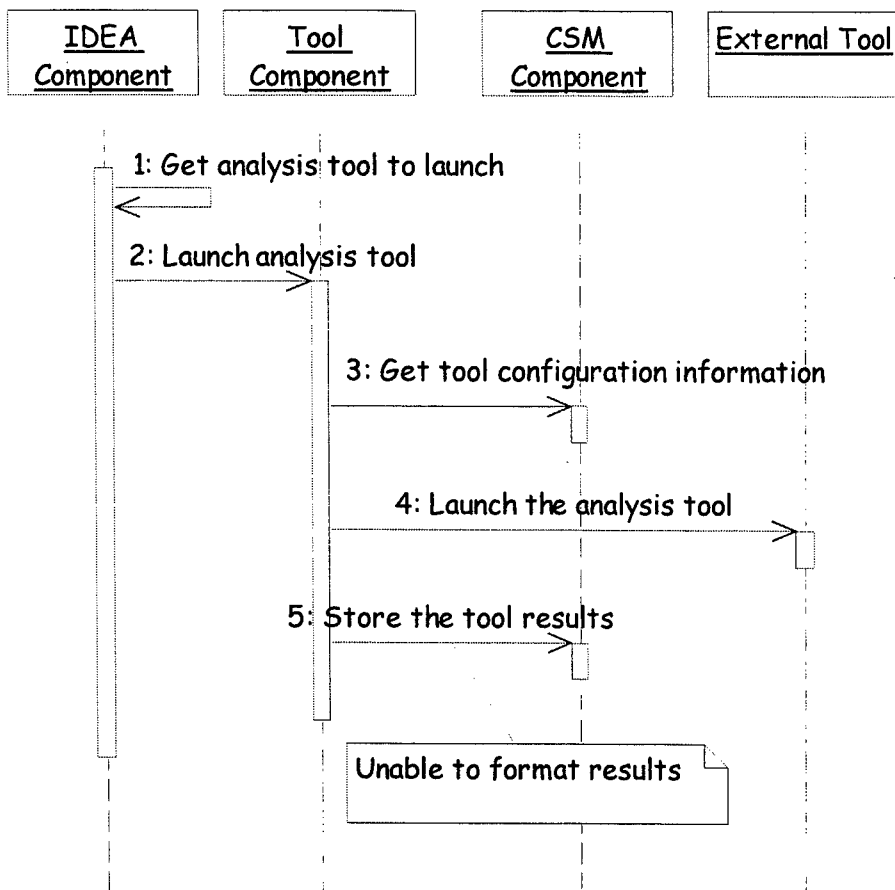 IDEA
Component
Tool
Component
CSM
Component
External Tool
1: Get analysis tool to launch
2: Launch analysis tool
3: Get tool configuration information
4: Launch the analysis tool
5: Store the tool results
Unable to format results